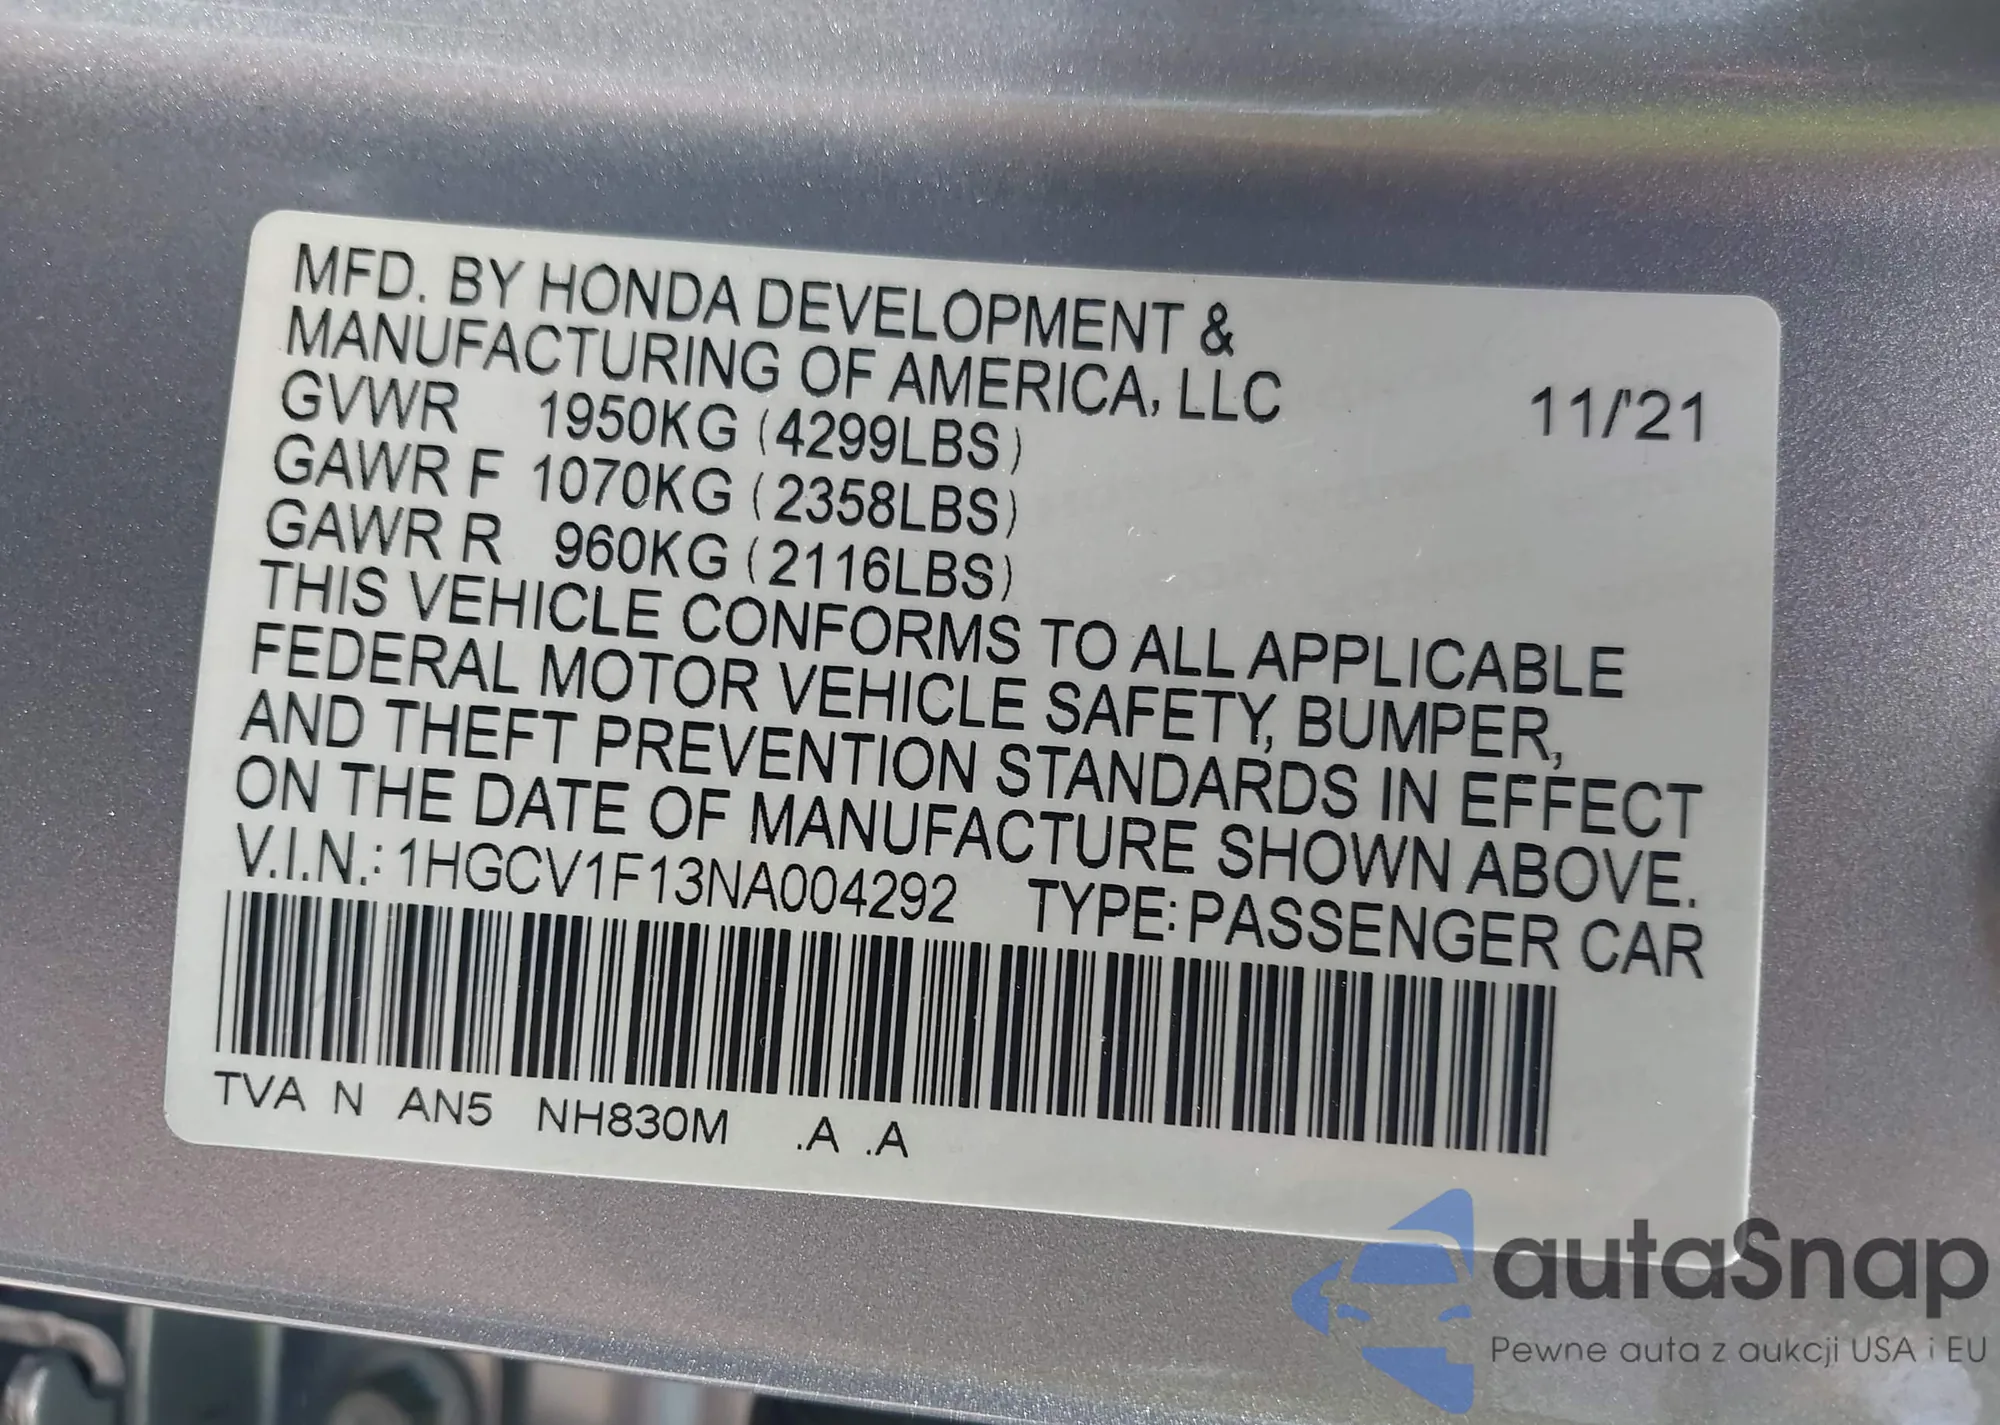 MFD. BY HONDA DEVELOPMENT &
MANUFACTURING OF AMERICA, LLC 11/'21
GVWR 1950KG (4299LBS)
GAWR F 1070KG (2358LBS)
GAWR R 960KG (2116LBS)
THIS VEHICLE CONFORMS TO ALL APPLICABLE
FEDERAL MOTOR VEHICLE SAFETY, BUMPER,
AND THEFT PREVENTION STANDARDS IN EFFECT
ON THE DATE OF MANUFACTURE SHOWN ABOVE.
V.I.N.: 1HGCV1F13NA004292 TYPE: PASSENGER CAR
TVA N AN5 NH830M .A .A
autaSnap
Pewne auta z aukcji USA i EU